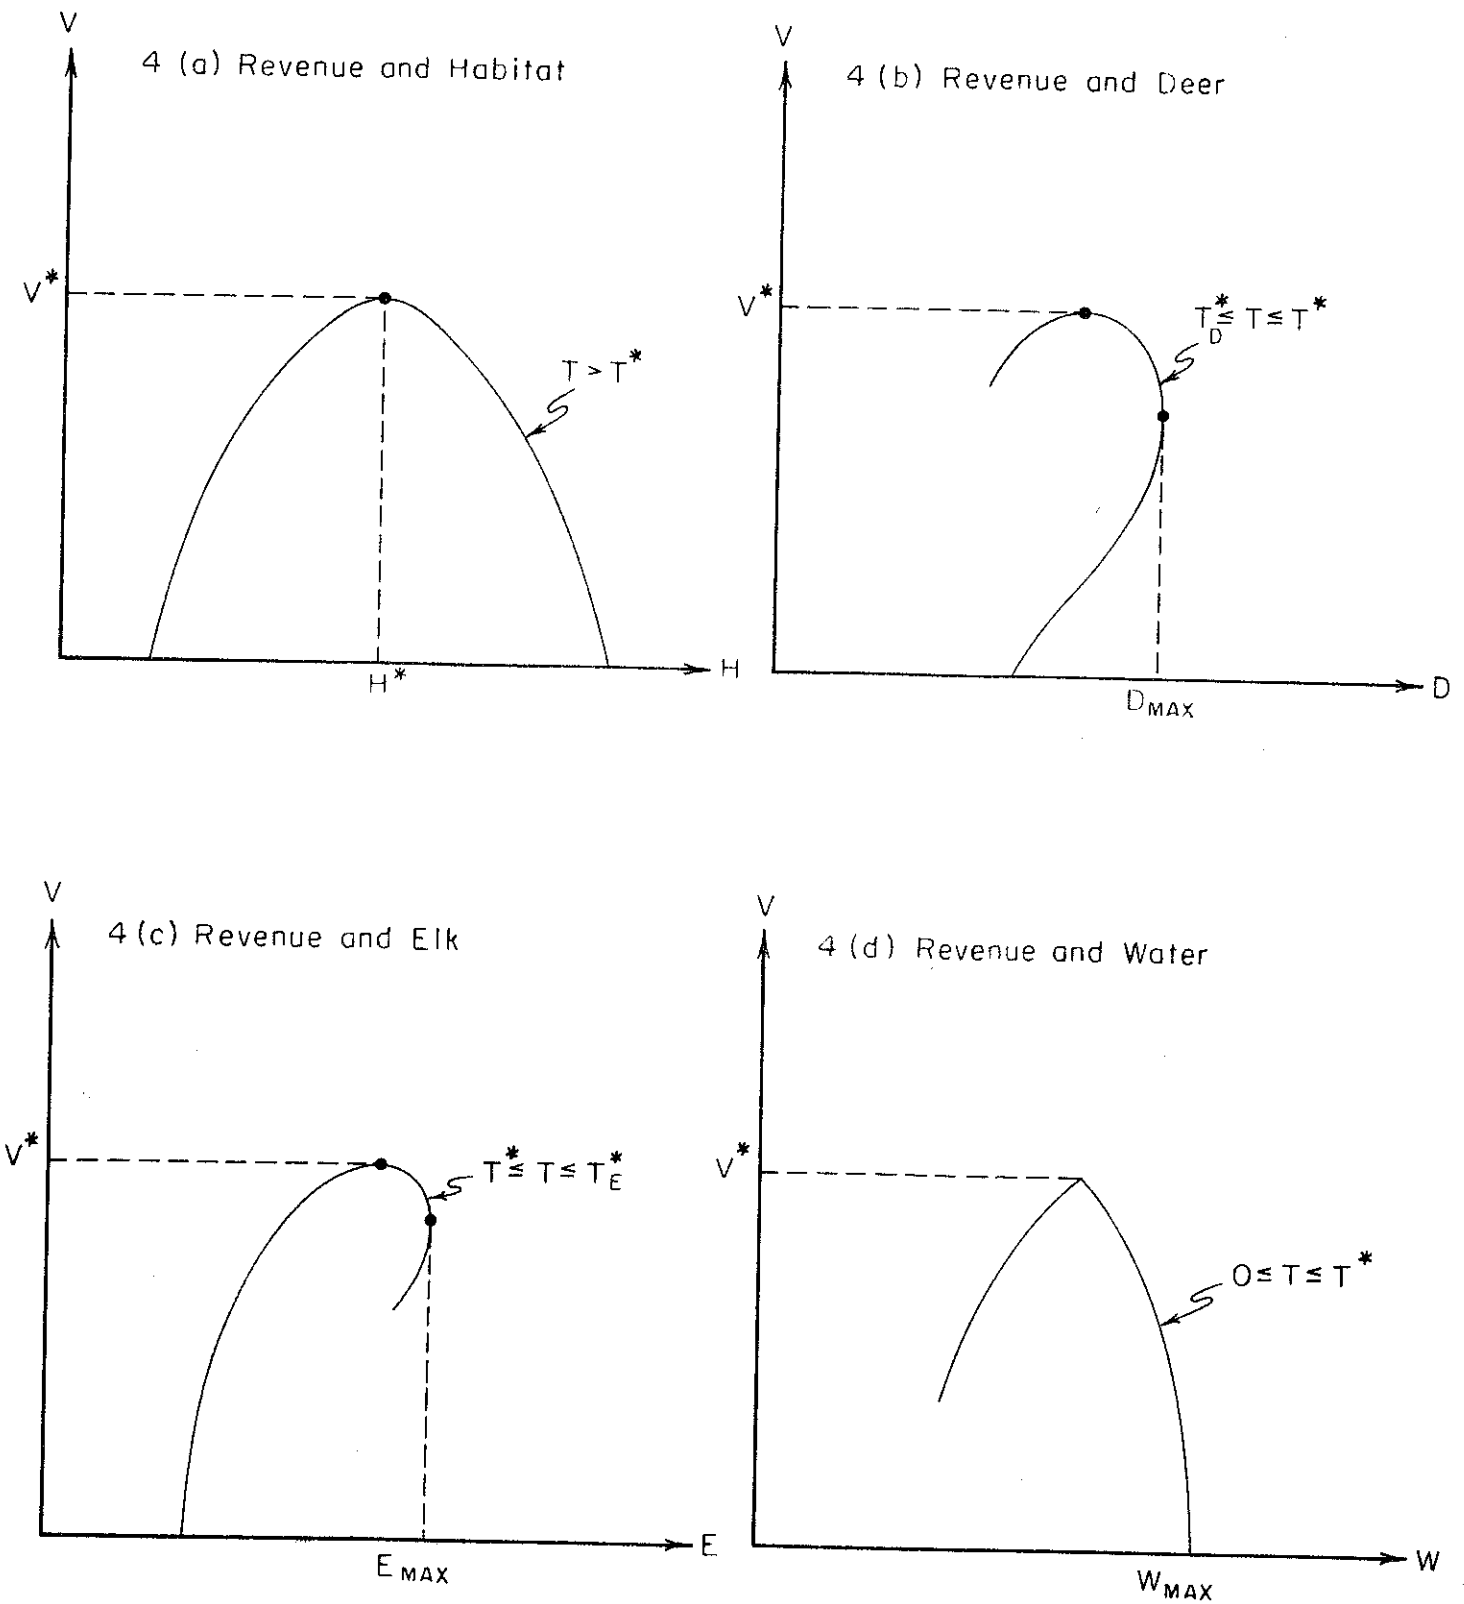 V
4 (a) Revenue and Habitat
V*
T > T*
H
H*
V
4 (b) Revenue and Deer
V*
T*D ≤ T ≤ T*
D
DMAX
V
4 (c) Revenue and Elk
V*
T* ≤ T ≤ T*E
E
EMAX
V
4 (d) Revenue and Water
V*
O ≤ T ≤ T*
W
WMAX